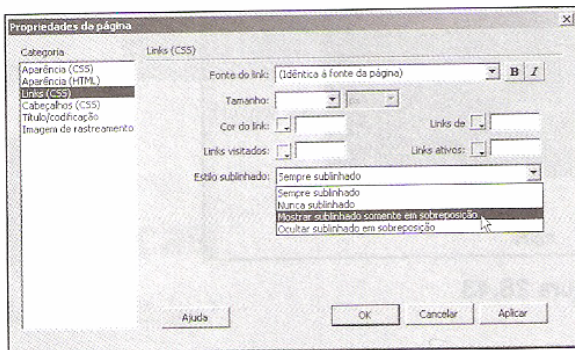 Propriedades da página
Categoria
Aparência (CSS)
Aparência (HTML)
Links (CSS)
Cabeçalhos (CSS)
Título/codificação
Imagem de rastreamento
Links (CSS)
Fonte do link: (Idêntica à fonte da página) B I
Tamanho: px
Cor do link: Links de
Links visitados: Links ativos:
Estilo sublinhado: Sempre sublinhado
Sempre sublinhado
Nunca sublinhado
Mostrar sublinhado somente em sobreposição
Ocultar sublinhado em sobreposição
Ajuda OK Cancelar Aplicar